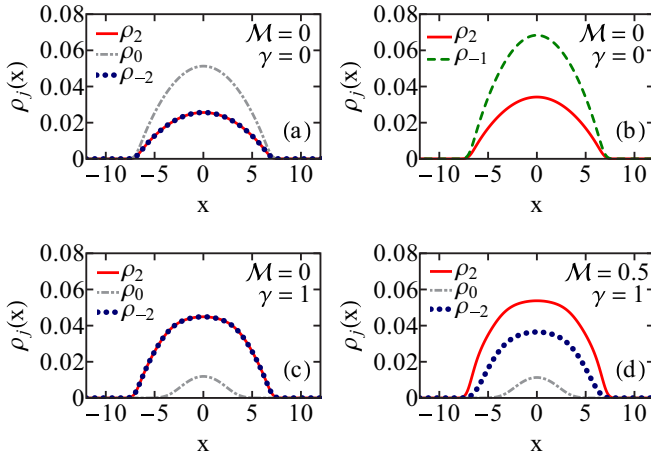 0.08
ρ₂
ℳ = 0
0.06
ρ₀
γ = 0
ρ₋₂
0.04
ρⱼ(x)
0.02
(a)
0
−10 −5 0 5 10
x
0.08
ρ₂
ℳ = 0
0.06
ρ₋₁
γ = 0
0.04
ρⱼ(x)
0.02
(b)
0
−10 −5 0 5 10
x
0.08
ρ₂
ℳ = 0
0.06
ρ₀
γ = 1
ρ₋₂
0.04
ρⱼ(x)
0.02
(c)
0
−10 −5 0 5 10
x
0.08
ρ₂
ℳ = 0.5
0.06
ρ₀
γ = 1
ρ₋₂
0.04
ρⱼ(x)
0.02
(d)
0
−10 −5 0 5 10
x